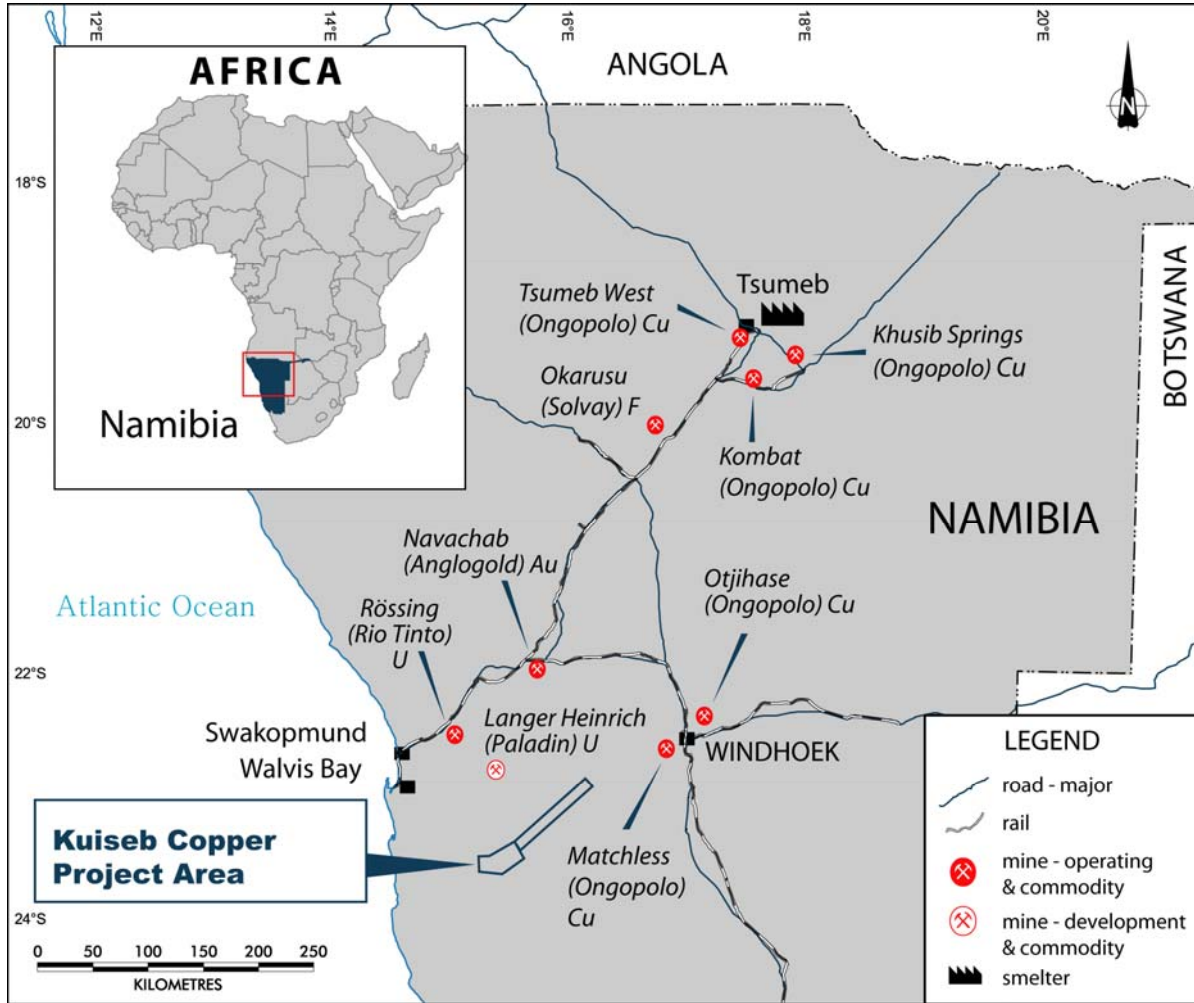 12°E
14°E
16°E
18°E
20°E
AFRICA
Namibia
ANGOLA
N
18°S
BOTSWANA
Tsumeb
Tsumeb West
(Ongopolo) Cu
Khusib Springs
(Ongopolo) Cu
Okarusu
(Solvay) F
20°S
Kombat
(Ongopolo) Cu
NAMIBIA
Navachab
(Anglogold) Au
Otjihase
(Ongopolo) Cu
Atlantic Ocean
Rössing
(Rio Tinto)
U
22°S
Langer Heinrich
(Paladin) U
Swakopmund
Walvis Bay
WINDHOEK
Kuiseb Copper
Project Area
Matchless
(Ongopolo)
Cu
24°S
0 50 100 150 200 250
KILOMETRES
LEGEND
road - major
rail
mine - operating
& commodity
mine - development
& commodity
smelter